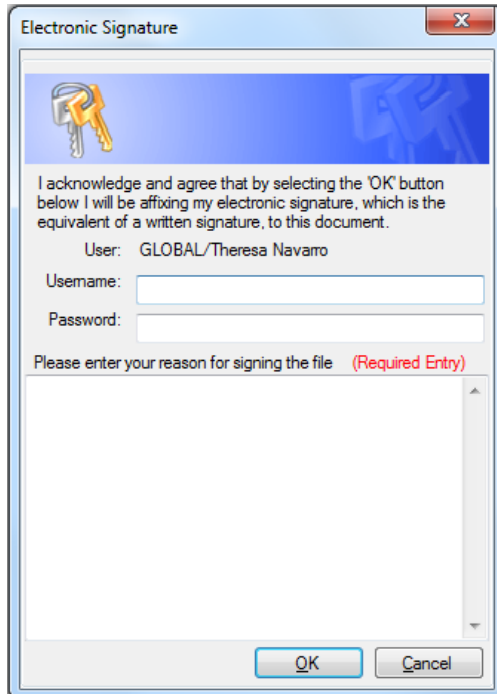 Electronic Signature
I acknowledge and agree that by selecting the 'OK' button
below I will be affixing my electronic signature, which is the
equivalent of a written signature, to this document.
User: GLOBAL/Theresa Navarro
Username:
Password:
Please enter your reason for signing the file (Required Entry)
OK Cancel